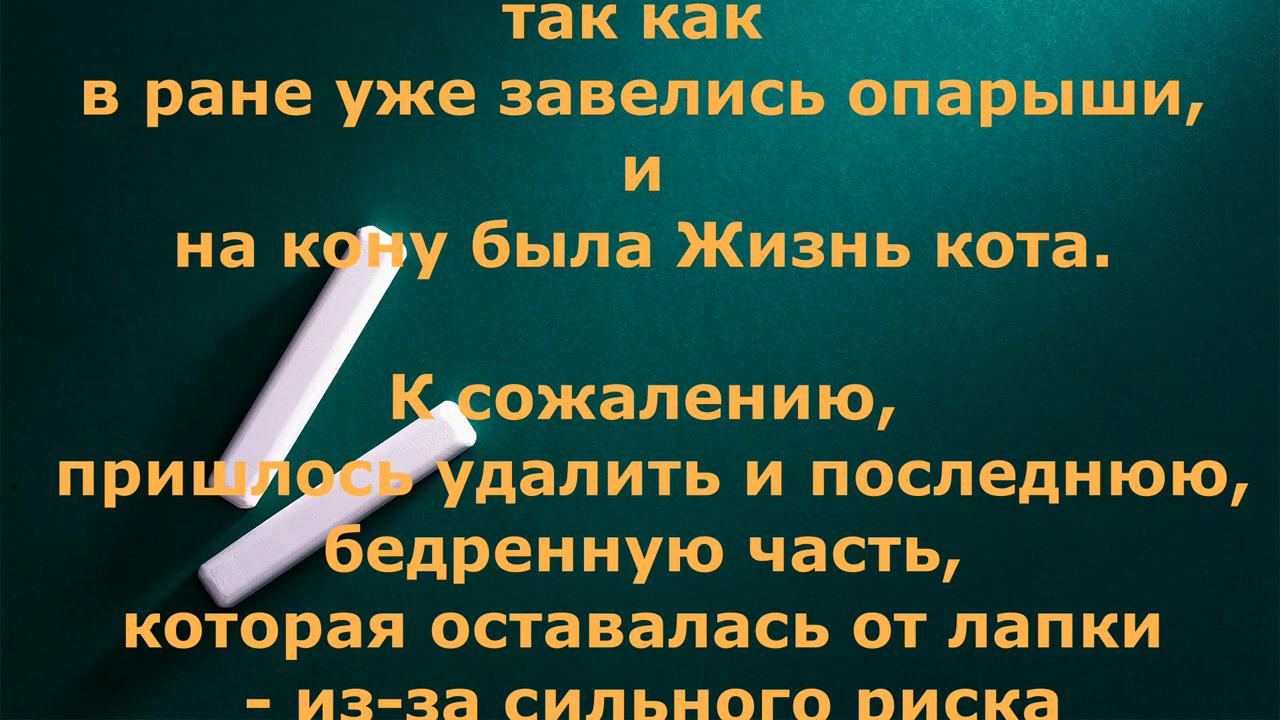 так как
в ране уже завелись опарыши,
и
на кону была Жизнь кота.
К сожалению,
пришлось удалить и последнюю,
бедренную часть,
которая оставалась от лапки
- из-за сильного риска